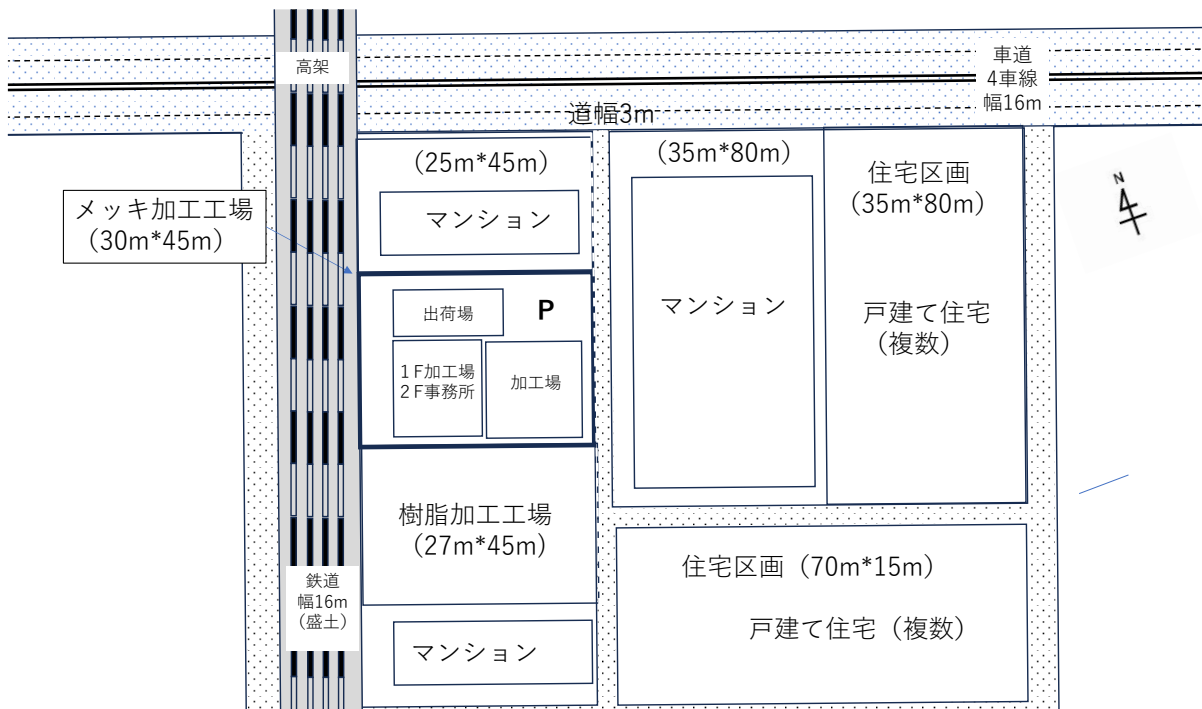 高架
車道
4車線
幅16m
道幅3m
(25m*45m)
(35m*80m)
住宅区画
(35m*80m)
N
メッキ加工工場
(30m*45m)
マンション
マンション
戸建て住宅
(複数)
出荷場
P
1F加工場
2F事務所
加工場
樹脂加工工場
(27m*45m)
住宅区画 (70m*15m)
鉄道
幅16m
(盛土)
マンション
戸建て住宅 (複数)